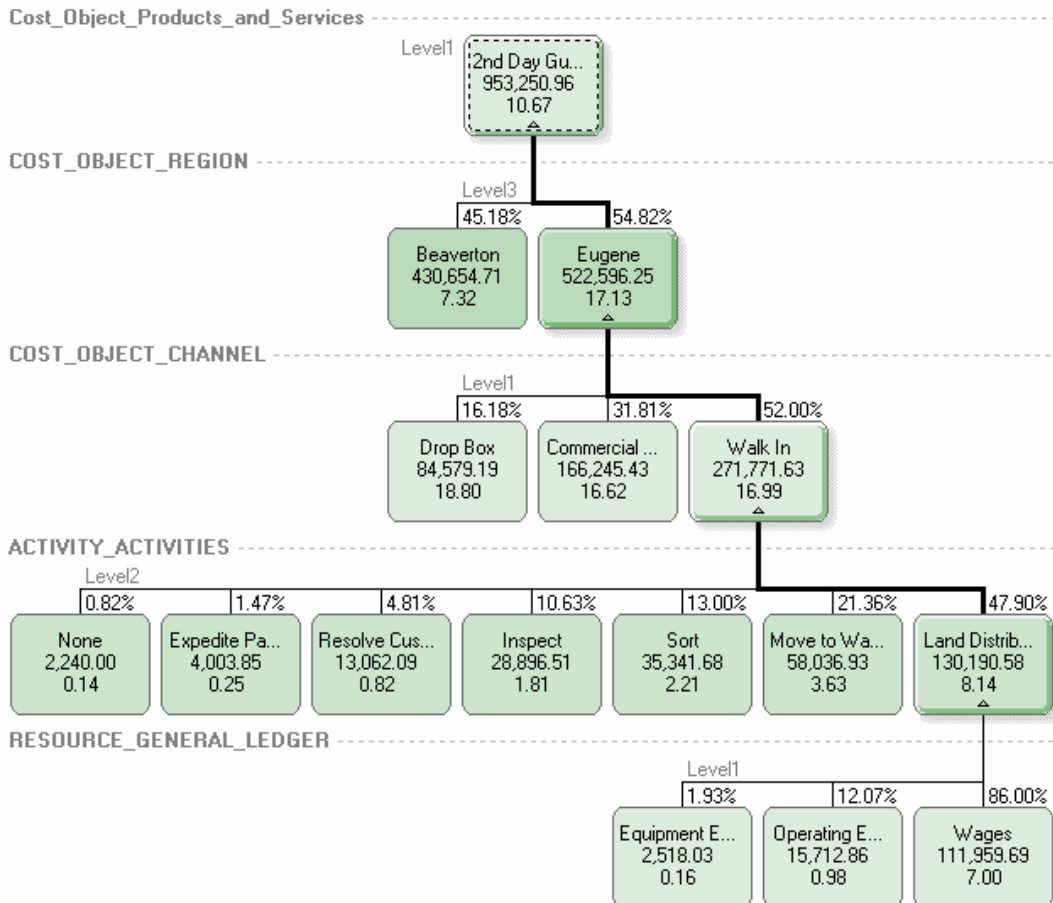 Cost_Object_Products_and_Services
Level1
2nd Day Gu...
953,250.96
10.67
COST_OBJECT_REGION
Level3
45.18%
54.82%
Beaverton
430,654.71
7.32
Eugene
522,596.25
17.13
COST_OBJECT_CHANNEL
Level1
16.18%
31.81%
52.00%
Drop Box
84,579.19
18.80
Commercial ...
166,245.43
16.62
Walk In
271,771.63
16.99
ACTIVITY_ACTIVITIES
Level2
0.82%
1.47%
4.81%
10.63%
13.00%
21.36%
47.90%
None
2,240.00
0.14
Expedite Pa...
4,003.85
0.25
Resolve Cus...
13,062.09
0.82
Inspect
28,896.51
1.81
Sort
35,341.68
2.21
Move to Wa...
58,036.93
3.63
Land Distrib...
130,190.58
8.14
RESOURCE_GENERAL_LEDGER
Level1
1.93%
12.07%
86.00%
Equipment E...
2,518.03
0.16
Operating E...
15,712.86
0.98
Wages
111,959.69
7.00